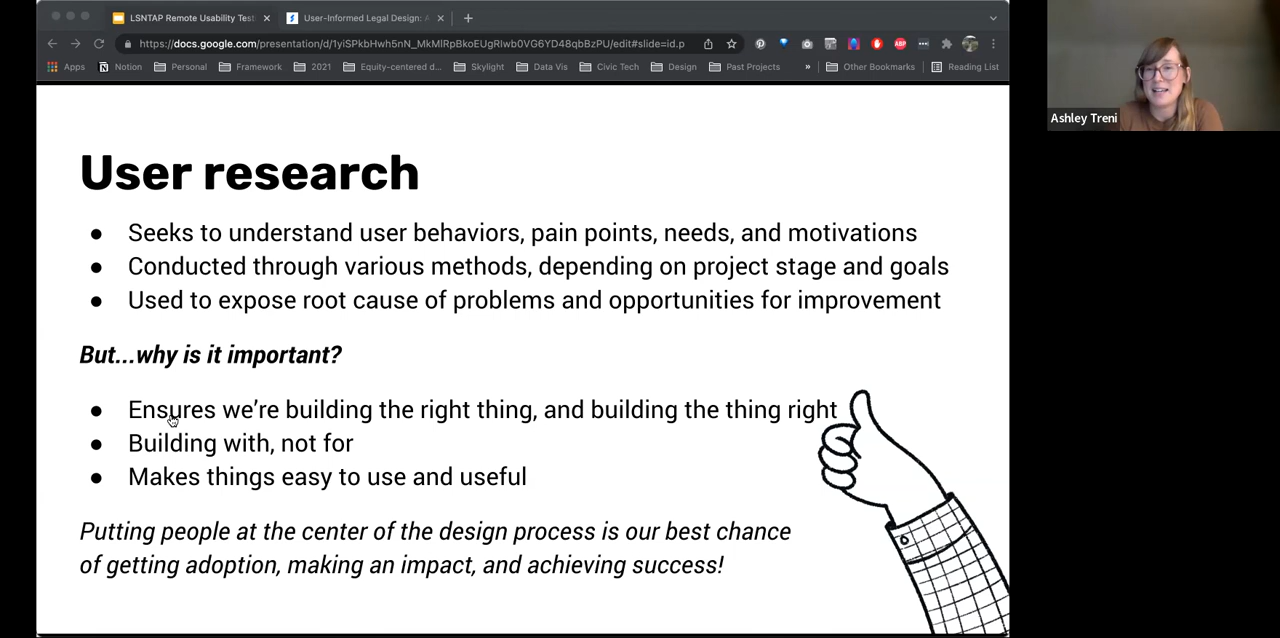 LSNTAP Remote Usability Test
User-Informed Legal Design: A
https://docs.google.com/presentation/d/1yiSPkbHwh5nN_MkMlRpBkoEUgRIwb0VG6YD48qbBzPU/edit#slide=id.p
ABP
Apps Notion Personal Framework 2021 Equity-centered d... Skylight Data Vis Civic Tech Design Past Projects » Other Bookmarks Reading List
Ashley Treni
User research
● Seeks to understand user behaviors, pain points, needs, and motivations
● Conducted through various methods, depending on project stage and goals
● Used to expose root cause of problems and opportunities for improvement
But...why is it important?
● Ensures we’re building the right thing, and building the thing right
● Building with, not for
● Makes things easy to use and useful
Putting people at the center of the design process is our best chance
of getting adoption, making an impact, and achieving success!